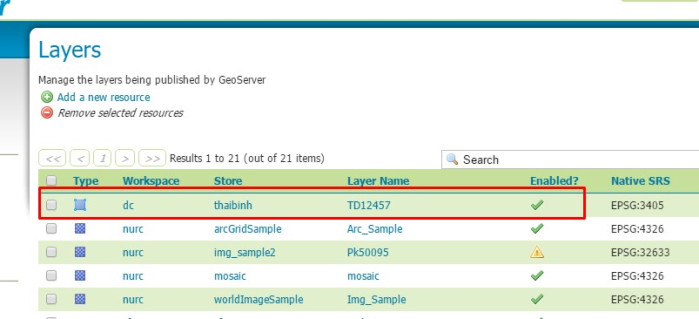 r
Layers
Manage the layers being published by GeoServer
Add a new resource
Remove selected resources
<< < 1 > >> Results 1 to 21 (out of 21 items) Search
Type Workspace Store Layer Name Enabled? Native SRS
dc thaibinh TD12457 EPSG:3405
nurc arcGridSample Arc_Sample EPSG:4326
nurc img_sample2 Pk50095 EPSG:32633
nurc mosaic mosaic EPSG:4326
nurc worldImageSample Img_Sample EPSG:4326